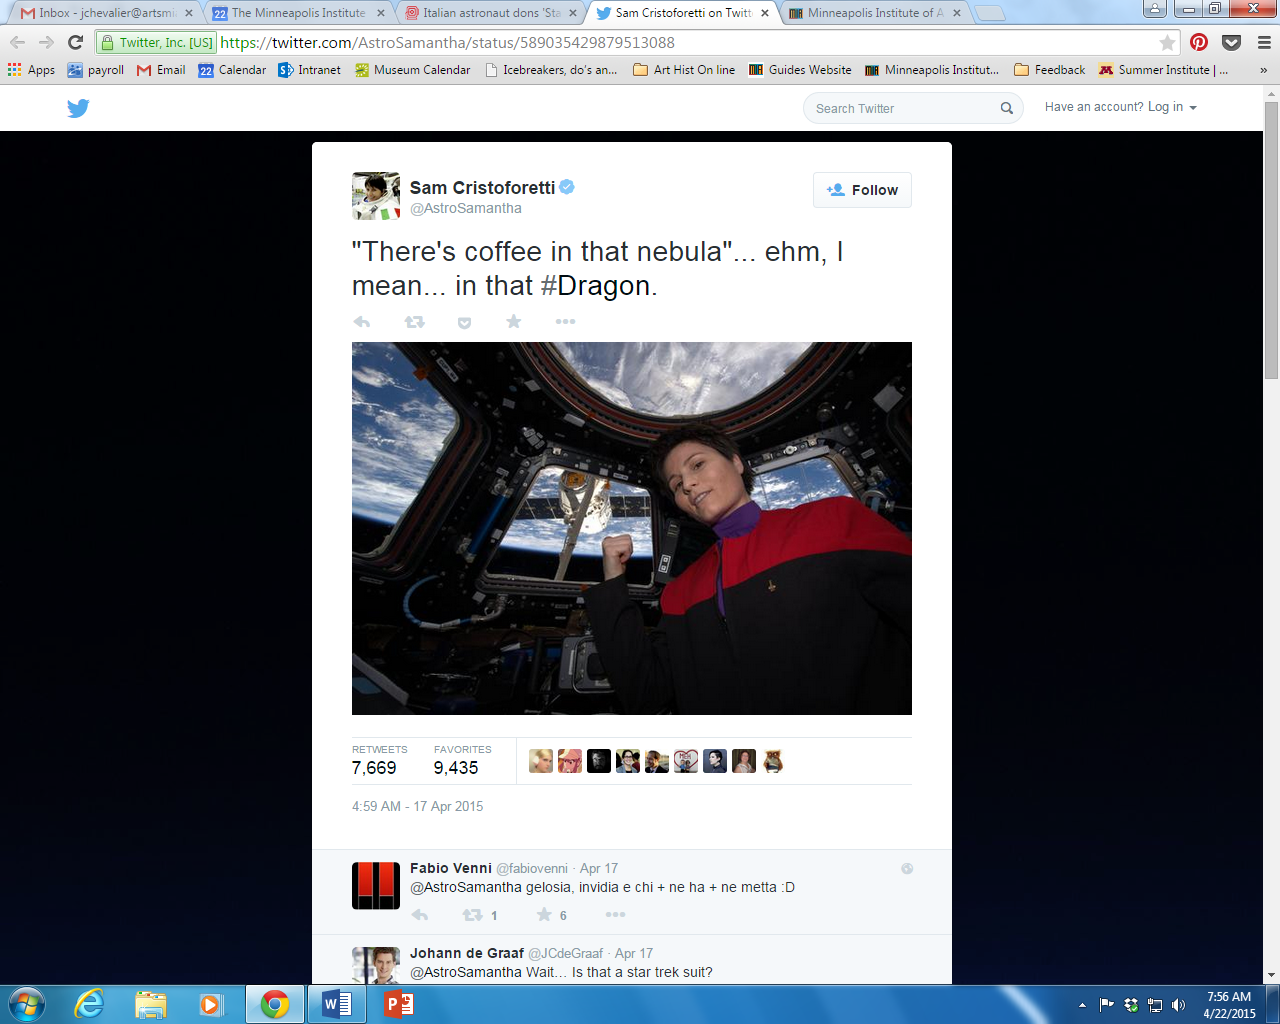 Inbox - jchevalier@artsmi
The Minneapolis Institute
Italian astronaut dons 'Sta
Sam Cristoforetti on Twitt
Minneapolis Institute of A
Twitter, Inc. [US] https://twitter.com/AstroSamantha/status/589035429879513088
Apps payroll Email 22 Calendar Intranet Museum Calendar Icebreakers, do's an... Art Hist On line Guides Website Minneapolis Institut... Feedback Summer Institute | ... »
Search Twitter
Have an account? Log in
Sam Cristoforetti
@AstroSamantha
Follow
"There's coffee in that nebula"... ehm, I
mean... in that #Dragon.
RETWEETS FAVORITES
7,669 9,435
4:59 AM - 17 Apr 2015
Fabio Venni @fabiovenni · Apr 17
@AstroSamantha gelosia, invidia e chi + ne ha + ne metta :D
1 6
Johann de Graaf @JCdeGraaf · Apr 17
@AstroSamantha Wait... Is that a star trek suit?
7:56 AM
4/22/2015